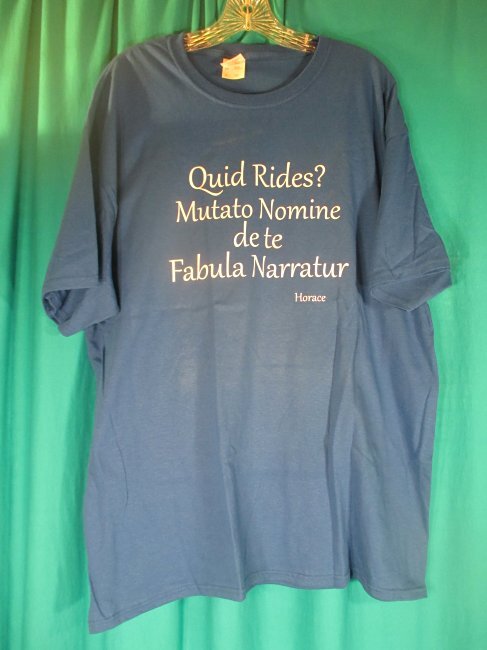 Quid Rides?
Mutato Nomine
de te
Fabula Narratur
Horace